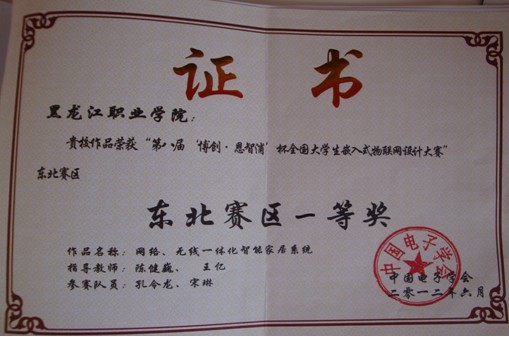 证书
黑龙江职业学院：
贵校作品荣获“第八届‘博创·恩智浦’杯全国大学生嵌入式物联网设计大赛”
东北赛区
东北赛区一等奖
作品名称：网络、无线一体化智能家居系统
指导教师：陈健巍、王亿
参赛队员：孔令龙、宋琳
中国电子学会
中国电子学会
二〇一二年六月